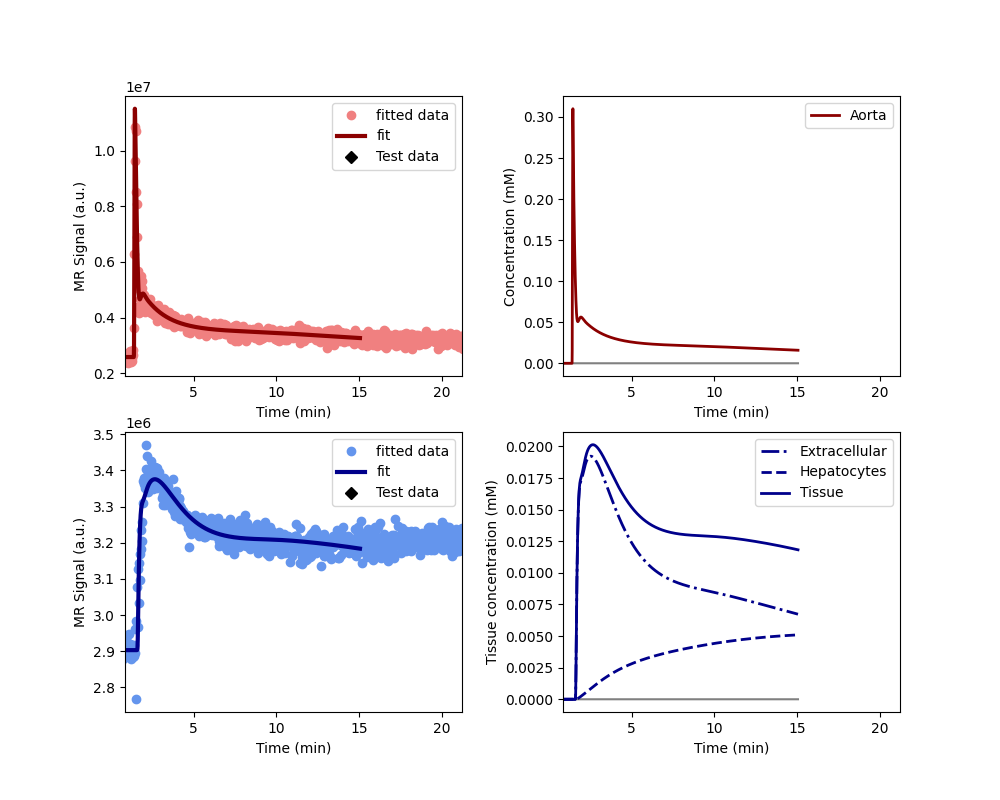 1e7
MR Signal (a.u.)
1.0
0.8
0.6
0.4
0.2
5
10
15
20
Time (min)
fitted data
fit
Test data
Concentration (mM)
0.30
0.25
0.20
0.15
0.10
0.05
0.00
5
10
15
20
Time (min)
Aorta
1e6
MR Signal (a.u.)
3.5
3.4
3.3
3.2
3.1
3.0
2.9
2.8
5
10
15
20
Time (min)
fitted data
fit
Test data
Tissue concentration (mM)
0.0200
0.0175
0.0150
0.0125
0.0100
0.0075
0.0050
0.0025
0.0000
5
10
15
20
Time (min)
Extracellular
Hepatocytes
Tissue